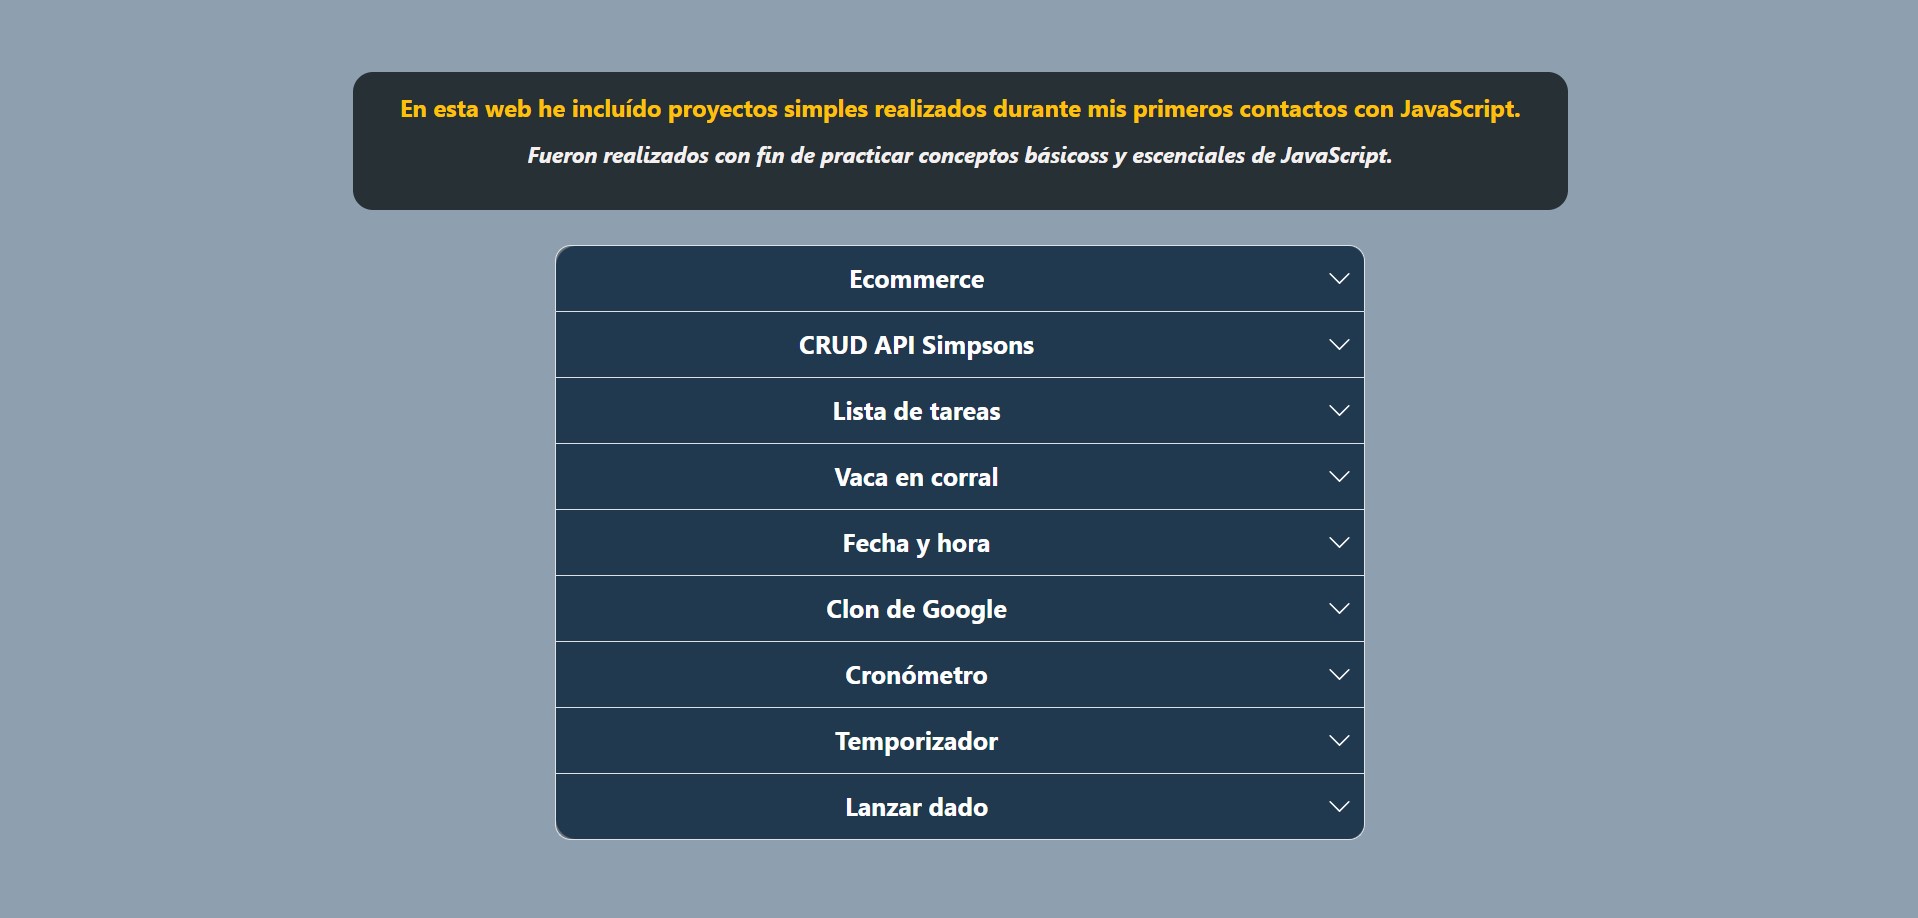 En esta web he incluído proyectos simples realizados durante mis primeros contactos con JavaScript.
Fueron realizados con fin de practicar conceptos básicoss y escenciales de JavaScript.
Ecommerce
CRUD API Simpsons
Lista de tareas
Vaca en corral
Fecha y hora
Clon de Google
Cronómetro
Temporizador
Lanzar dado